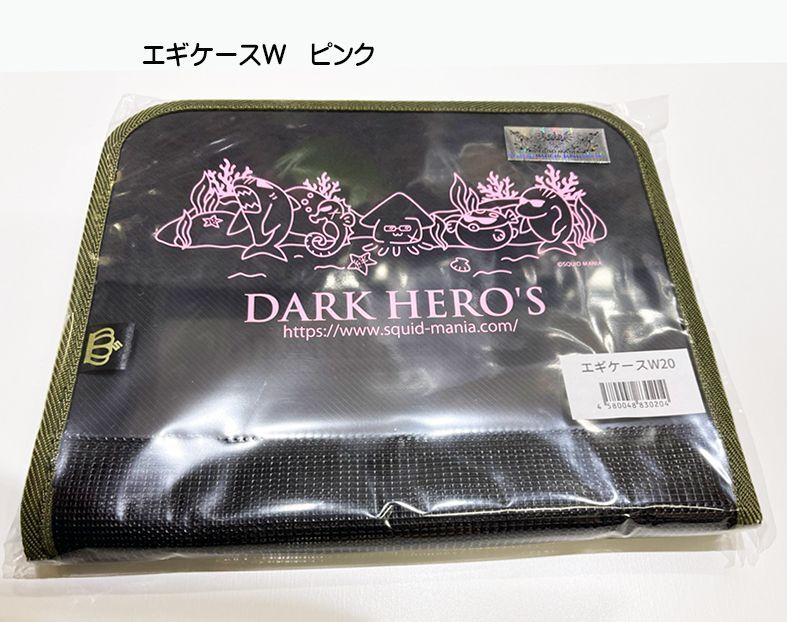 エギケースW　ピンク
©SQUID MANIA
DARK HERO'S
https://www.squid-mania.com/
エギケースW20
4 580048 830204